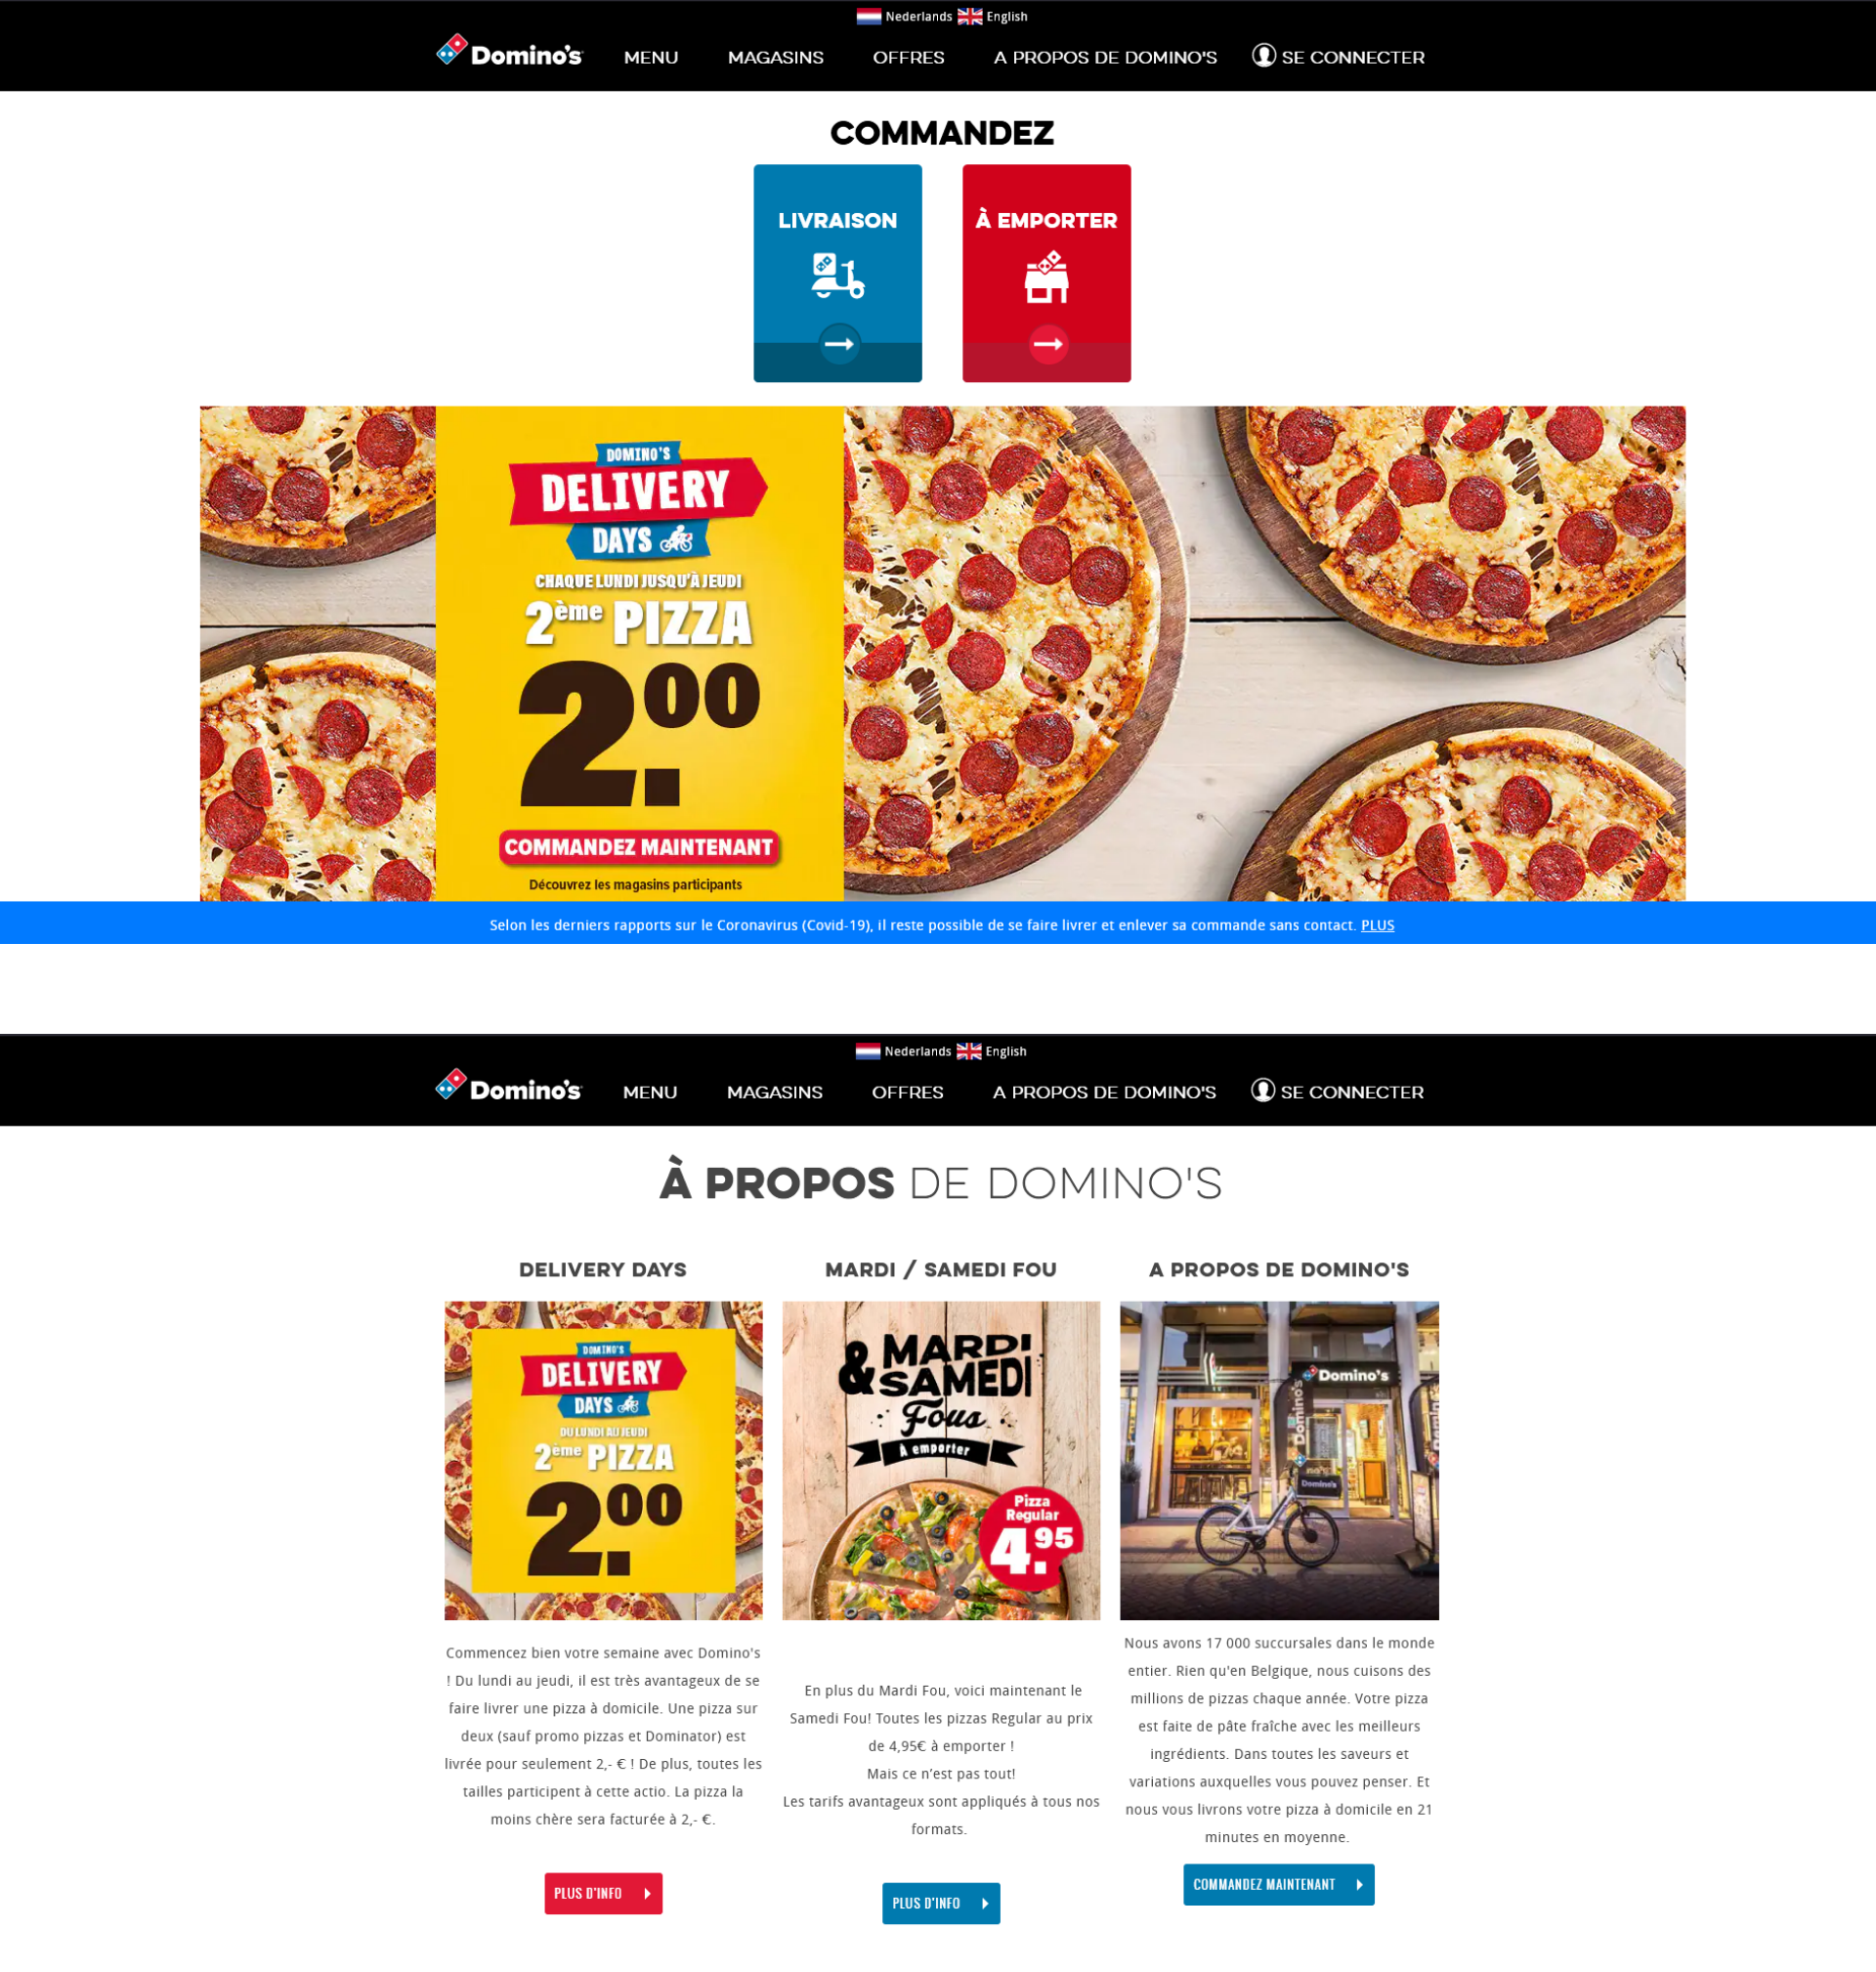 Nederlands English
Domino's MENU MAGASINS OFFRES A PROPOS DE DOMINO'S SE CONNECTER
COMMANDEZ
LIVRAISON
À EMPORTER
DOMINO'S
DELIVERY
DAYS
CHAQUE LUNDI JUSQU'À JEUDI
2ème PIZZA
2.00
COMMANDEZ MAINTENANT
Découvrez les magasins participants
Selon les derniers rapports sur le Coronavirus (Covid-19), il reste possible de se faire livrer et enlever sa commande sans contact. PLUS
Nederlands English
Domino's MENU MAGASINS OFFRES A PROPOS DE DOMINO'S SE CONNECTER
À PROPOS DE DOMINO'S
DELIVERY DAYS
DOMINO'S
DELIVERY
DAYS
DU LUNDI AU JEUDI
2ème PIZZA
2.00
Commencez bien votre semaine avec Domino's
! Du lundi au jeudi, il est très avantageux de se
faire livrer une pizza à domicile. Une pizza sur
deux (sauf promo pizzas et Dominator) est
livrée pour seulement 2,- € ! De plus, toutes les
tailles participent à cette actio. La pizza la
moins chère sera facturée à 2,- €.
PLUS D'INFO
MARDI / SAMEDI FOU
MARDI
& SAMEDI
Fous
À emporter
Pizza
Regular
4.95
En plus du Mardi Fou, voici maintenant le
Samedi Fou! Toutes les pizzas Regular au prix
de 4,95€ à emporter !
Mais ce n’est pas tout!
Les tarifs avantageux sont appliqués à tous nos
formats.
PLUS D'INFO
A PROPOS DE DOMINO'S
Domino's
Domino's
Domino's
Nous avons 17 000 succursales dans le monde
entier. Rien qu'en Belgique, nous cuisons des
millions de pizzas chaque année. Votre pizza
est faite de pâte fraîche avec les meilleurs
ingrédients. Dans toutes les saveurs et
variations auxquelles vous pouvez penser. Et
nous vous livrons votre pizza à domicile en 21
minutes en moyenne.
COMMANDEZ MAINTENANT